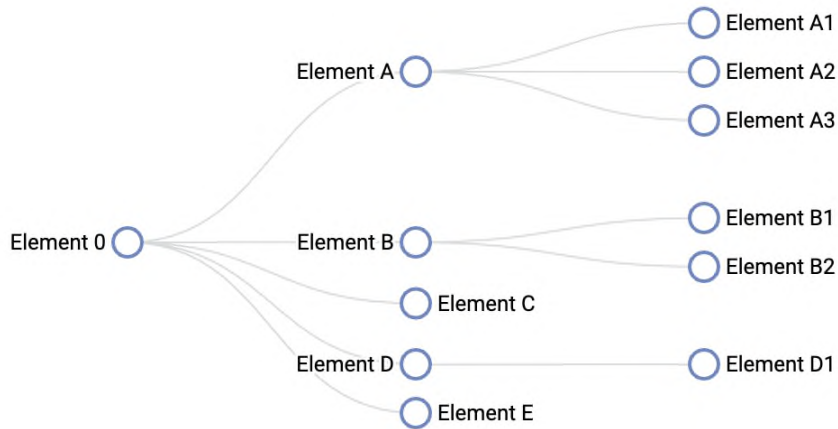 Element 0
Element A
Element A1
Element A2
Element A3
Element B
Element B1
Element B2
Element C
Element D
Element D1
Element E